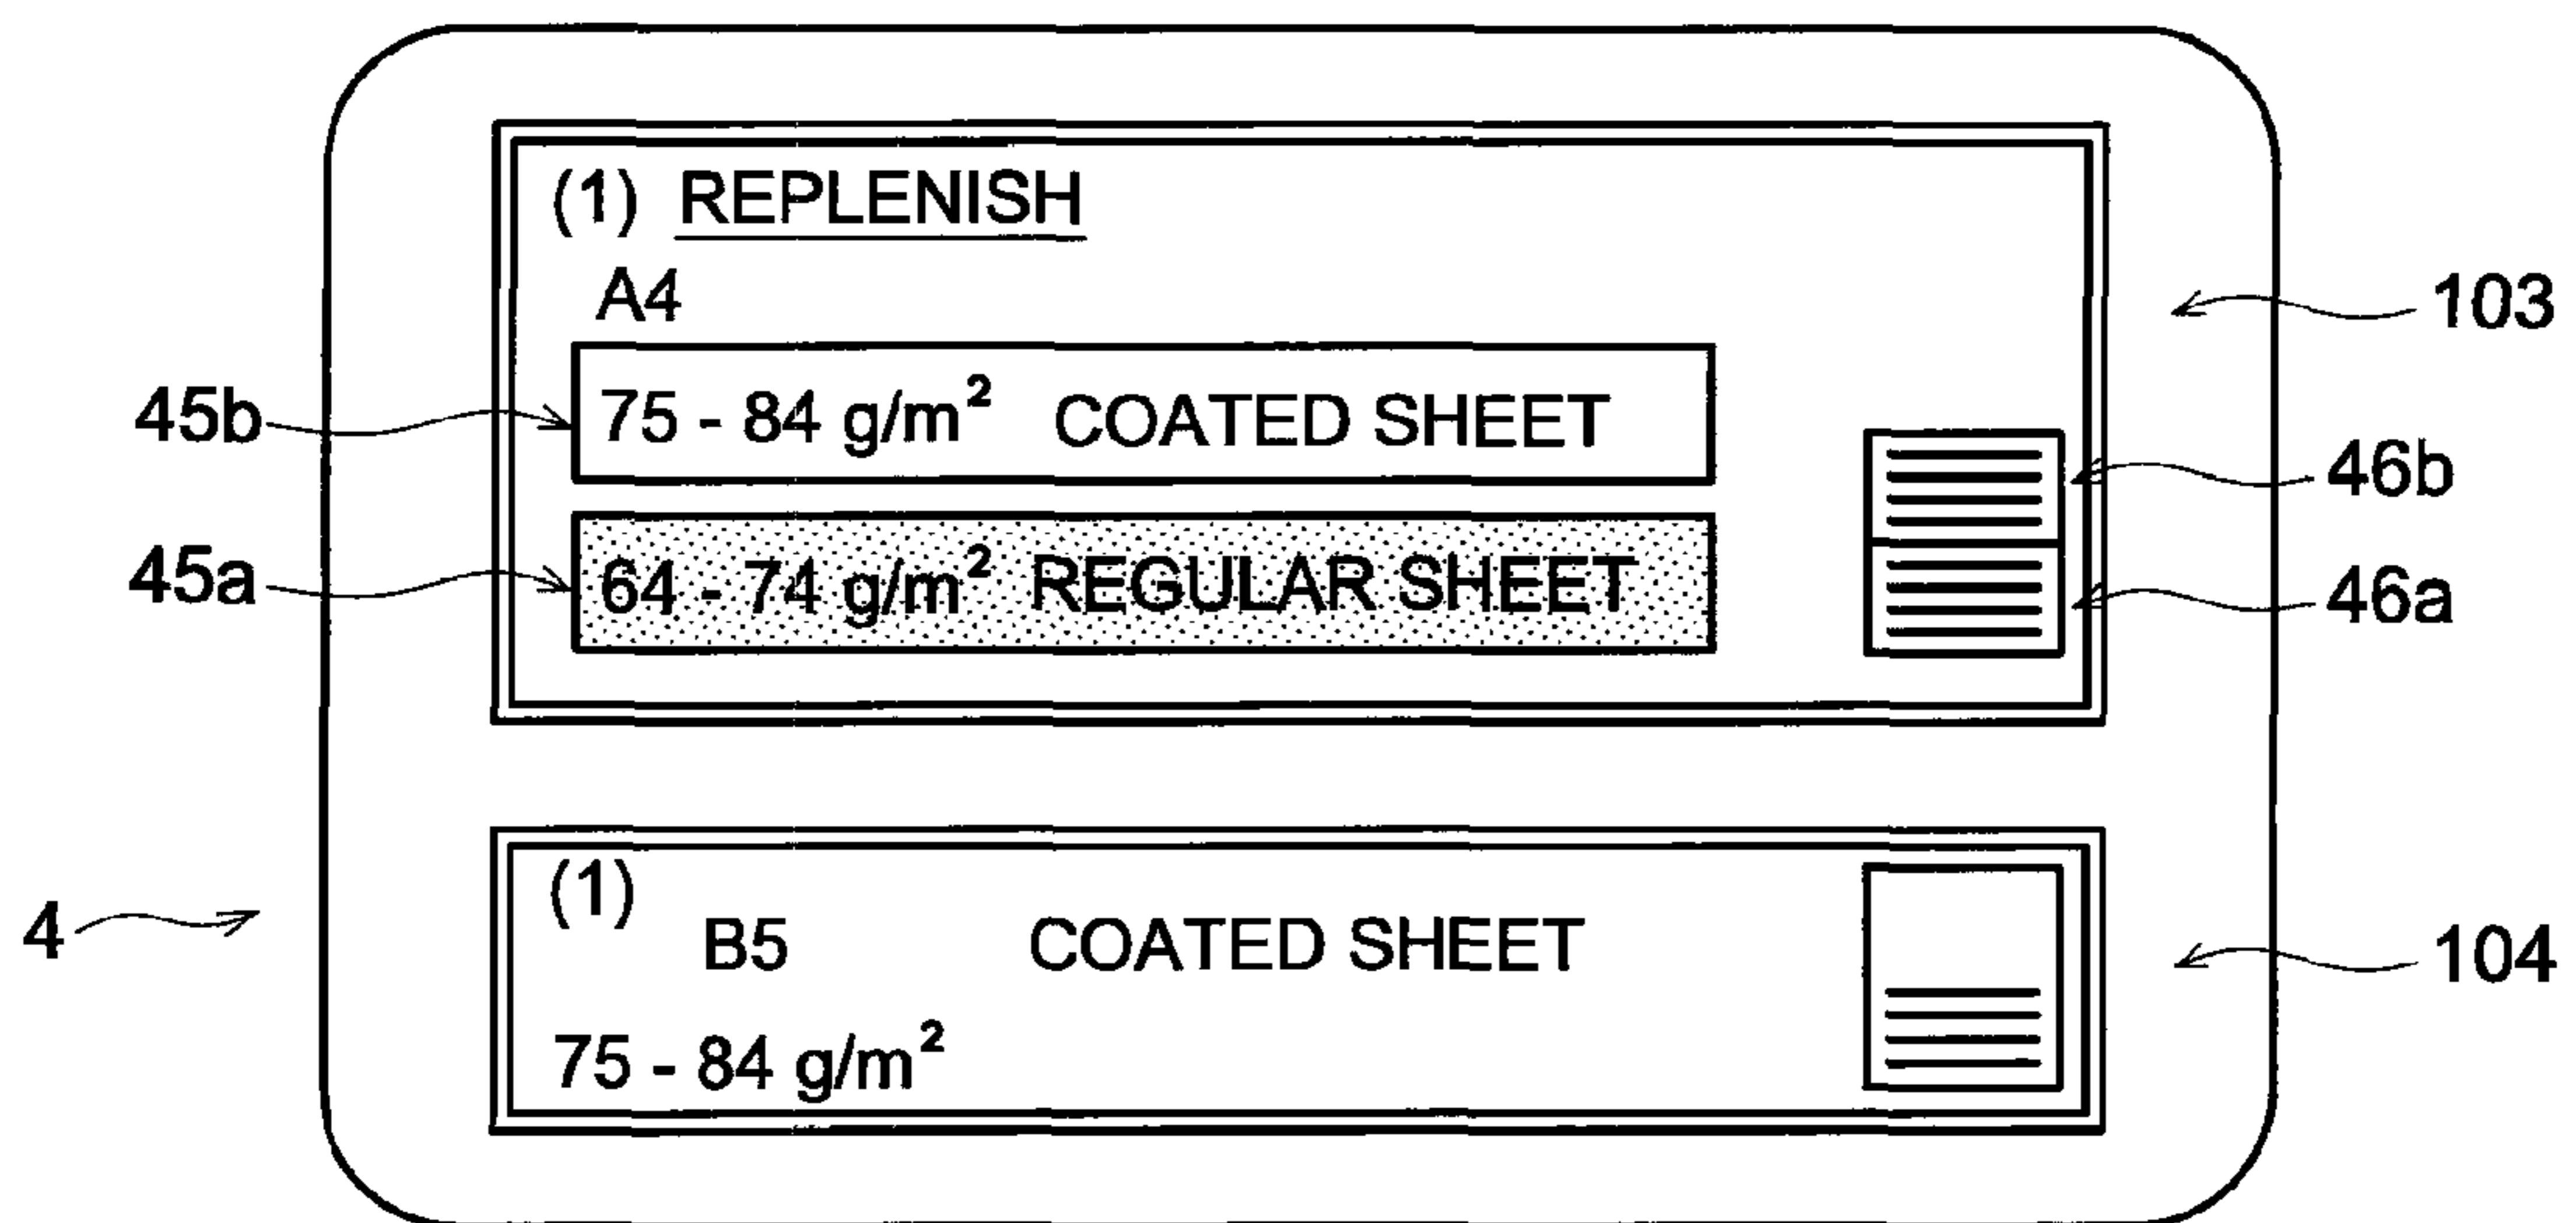 (1) REPLENISH
A4
103
45b
75 - 84 g/m² COATED SHEET
46b
45a
64 - 74 g/m² REGULAR SHEET
46a
(1)
4
B5 COATED SHEET
104
75 - 84 g/m²